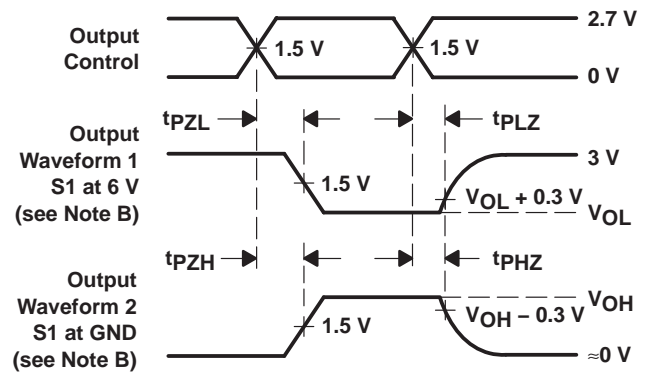 Output
Control
2.7 V
1.5 V
1.5 V
0 V
tPZL
tPLZ
Output
Waveform 1
S1 at 6 V
(see Note B)
3 V
1.5 V
VOL + 0.3 V
VOL
tPZH
tPHZ
Output
Waveform 2
S1 at GND
(see Note B)
VOH
1.5 V
VOH − 0.3 V
≈0 V